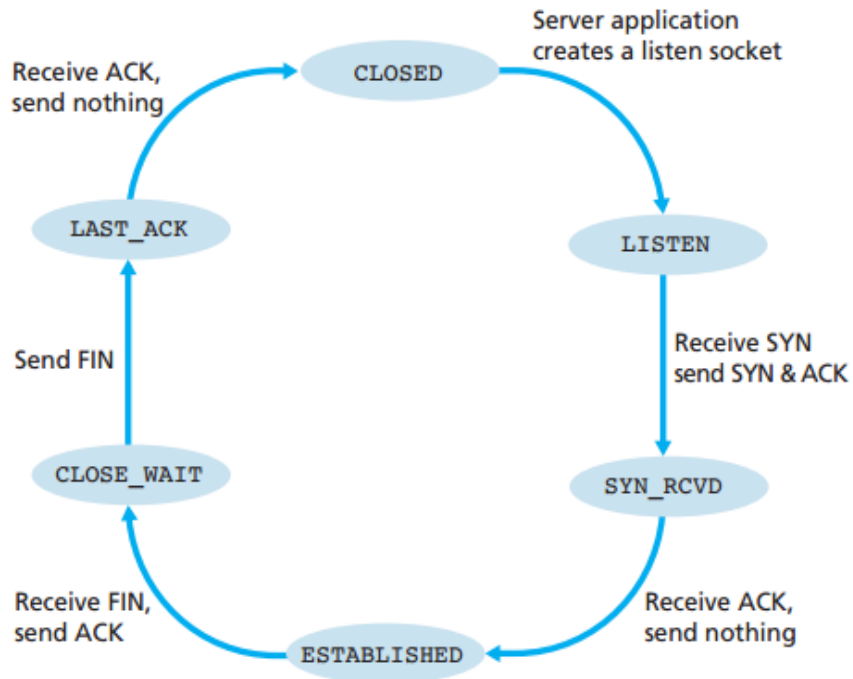 Server application
creates a listen socket
CLOSED
Receive ACK,
send nothing
LAST_ACK
LISTEN
Receive SYN
send SYN & ACK
Send FIN
CLOSE_WAIT
SYN_RCVD
Receive FIN,
send ACK
Receive ACK,
send nothing
ESTABLISHED